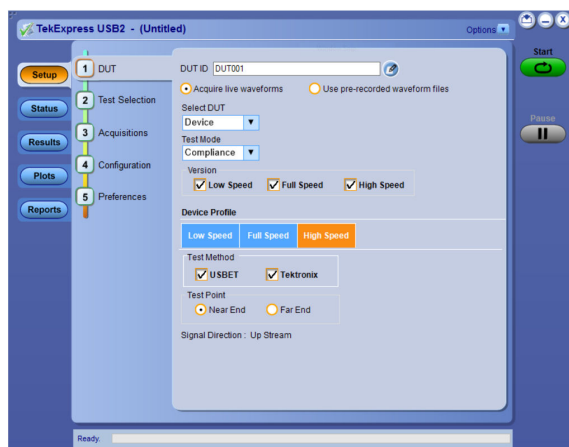 TekExpress USB2 - (Untitled)
Options
Start
Pause
Setup
Status
Results
Plots
Reports
1 DUT
2 Test Selection
3 Acquisitions
4 Configuration
5 Preferences
DUT ID DUT001
Acquire live waveforms Use pre-recorded waveform files
Select DUT
Device
Test Mode
Compliance
Version
Low Speed Full Speed High Speed
Device Profile
Low Speed Full Speed High Speed
Test Method
USBET Tektronix
Test Point
Near End Far End
Signal Direction : Up Stream
Ready.